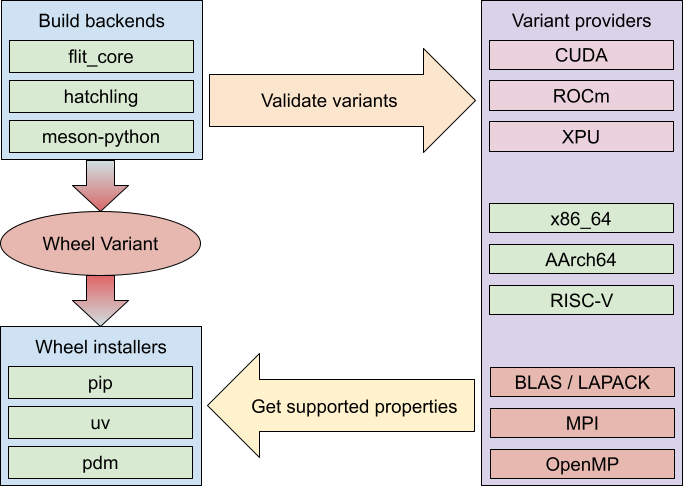 Build backends
flit_core
hatchling
meson-python
Validate variants
Variant providers
CUDA
ROCm
XPU
x86_64
AArch64
RISC-V
BLAS / LAPACK
MPI
OpenMP
Wheel Variant
Wheel installers
pip
uv
pdm
Get supported properties